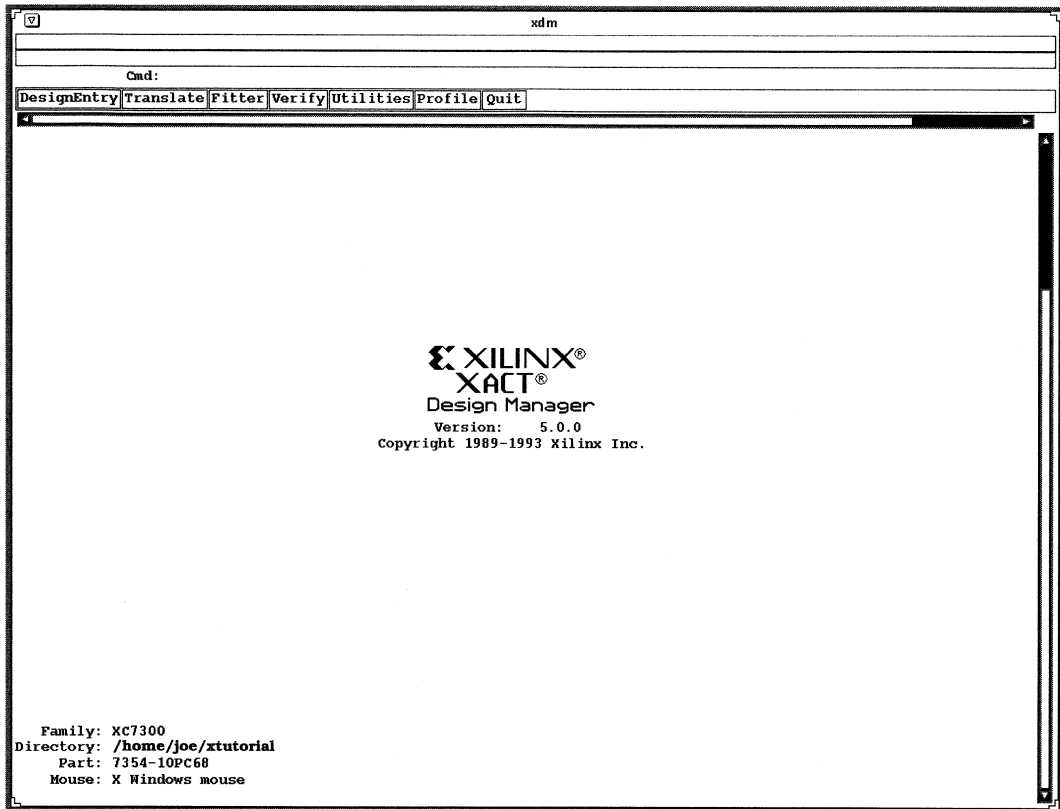 xdm
Cmd:
DesignEntry Translate Fitter Verify Utilities Profile Quit
XILINX®
XACT®
Design Manager
Version: 5.0.0
Copyright 1989-1993 Xilinx Inc.
Family: XC7300
Directory: /home/joe/xtutorial
Part: 7354-10PC68
Mouse: X Windows mouse